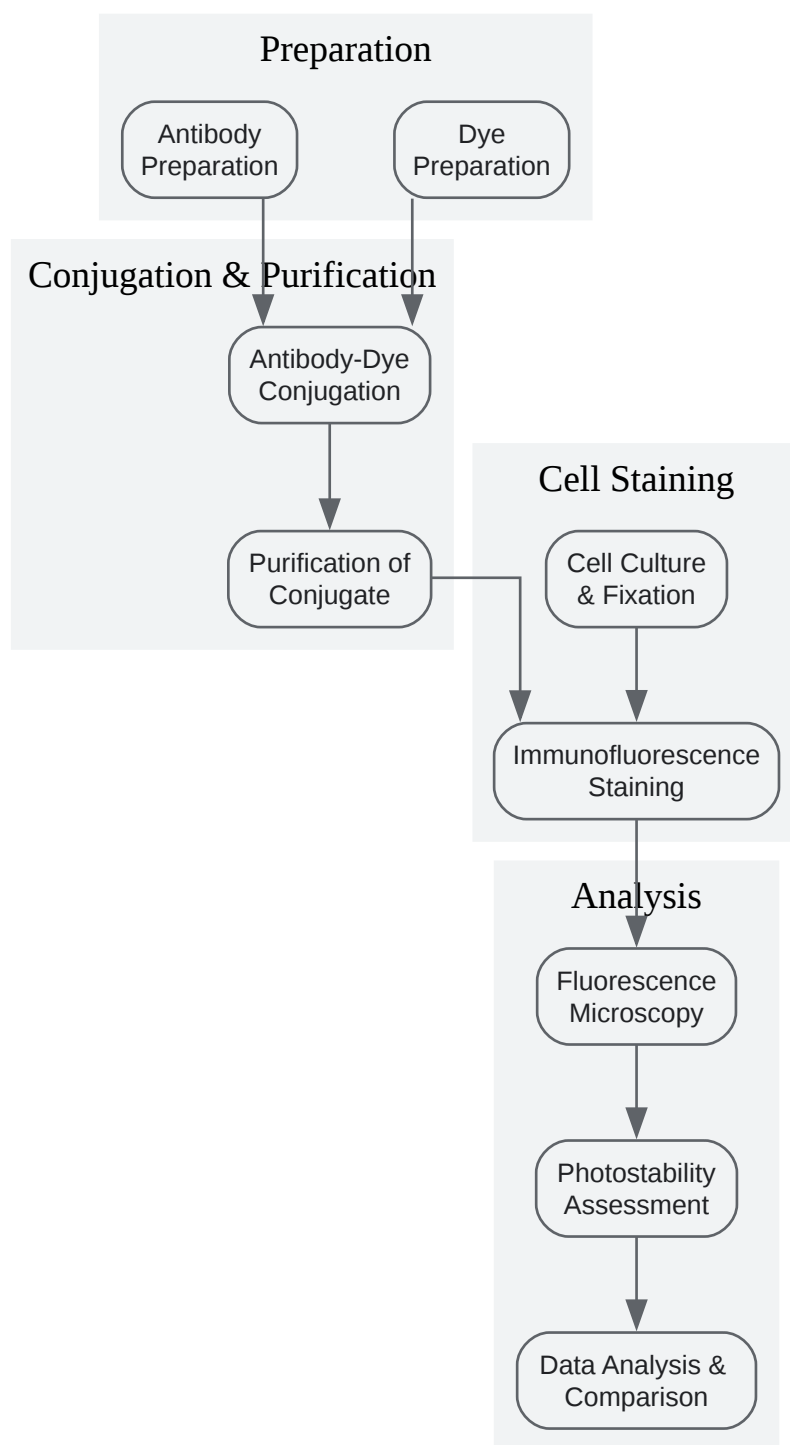 Preparation
Antibody
Preparation
Dye
Preparation
Conjugation & Purification
Antibody-Dye
Conjugation
Purification of
Conjugate
Cell Staining
Cell Culture
& Fixation
Immunofluorescence
Staining
Analysis
Fluorescence
Microscopy
Photostability
Assessment
Data Analysis &
Comparison